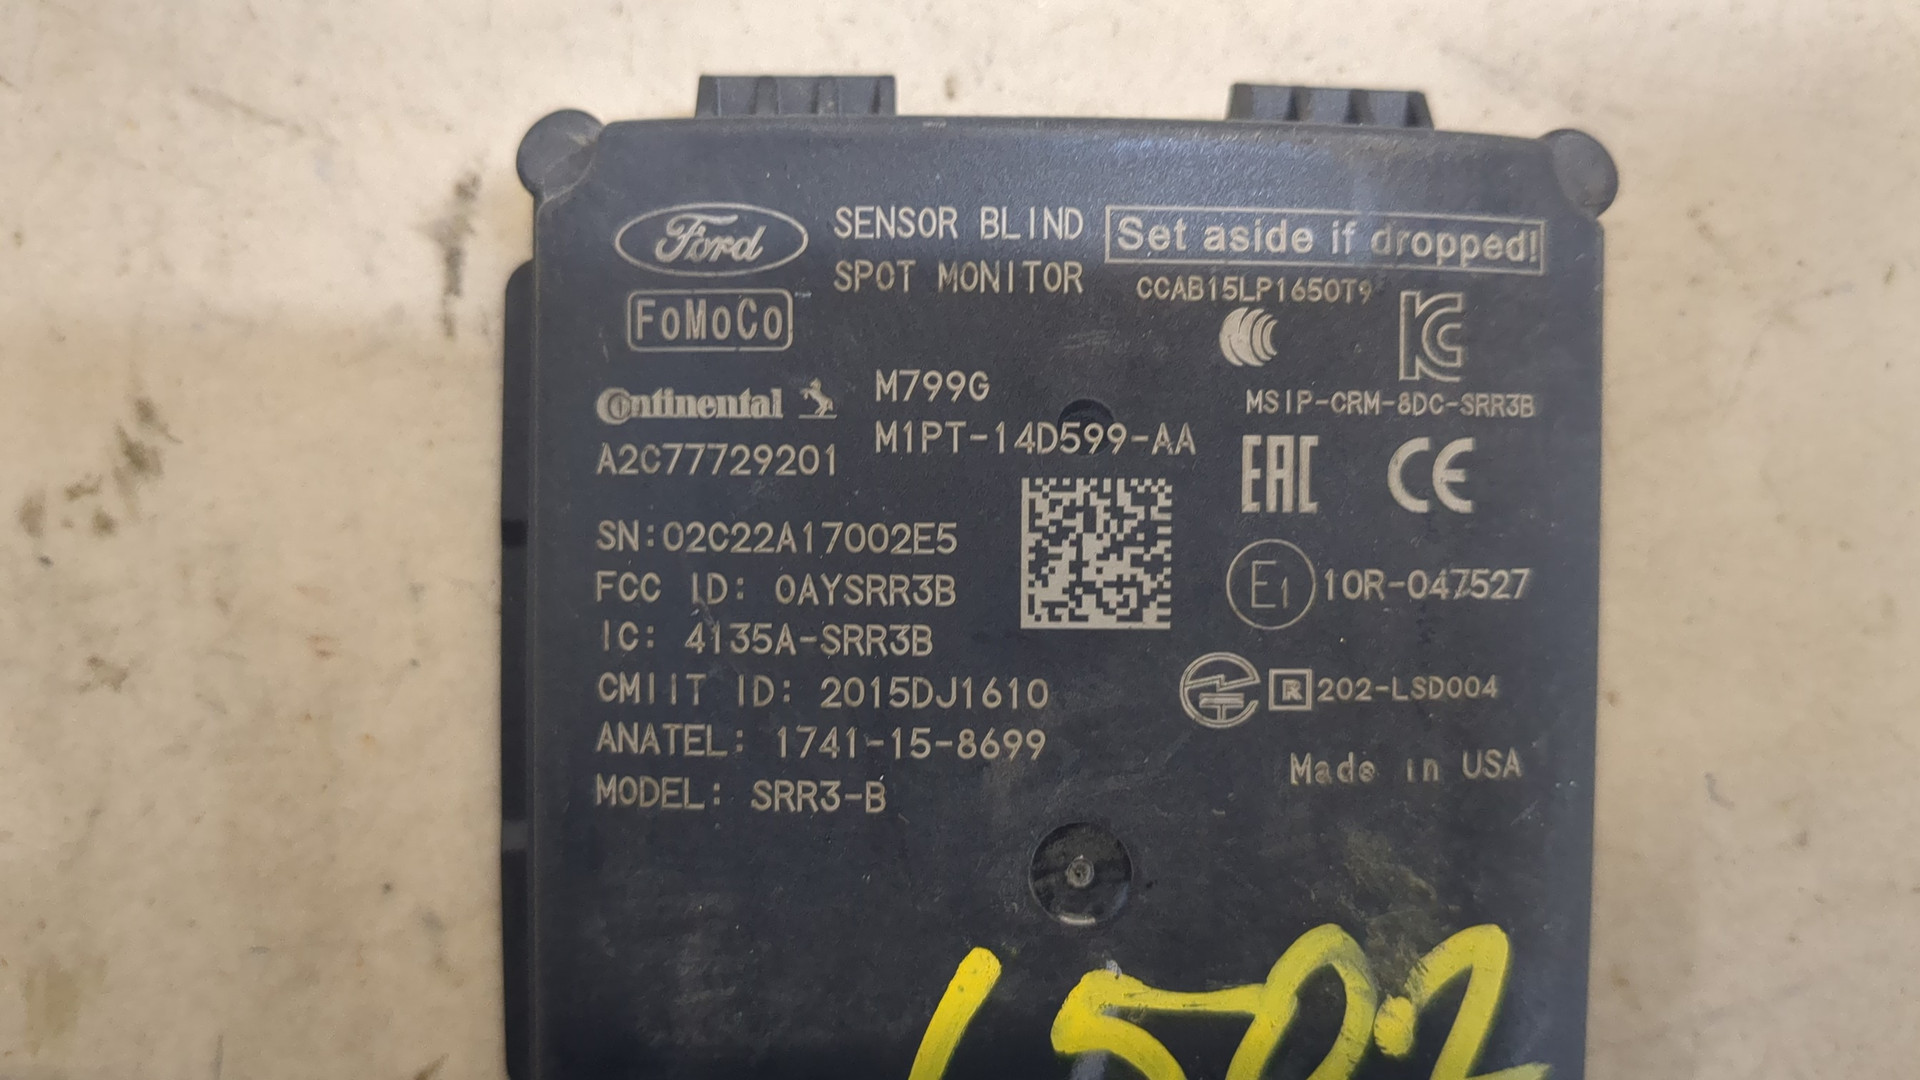 Ford
SENSOR BLIND
SPOT MONITOR
Set aside if dropped!
CCAB15LP1650T9
FoMoCo
Continental
A2C77729201
M799G
M1PT-14D599-AA
MSIP-CRM-8DC-SRR3B
EAC
CE
SN:02C22A17002E5
FCC ID: OAYSRR3B
IC: 4135A-SRR3B
CMIIT ID: 2015DJ1610
ANATEL: 1741-15-8699
MODEL: SRR3-B
E1 10R-047527
R 202-LSD004
Made in USA